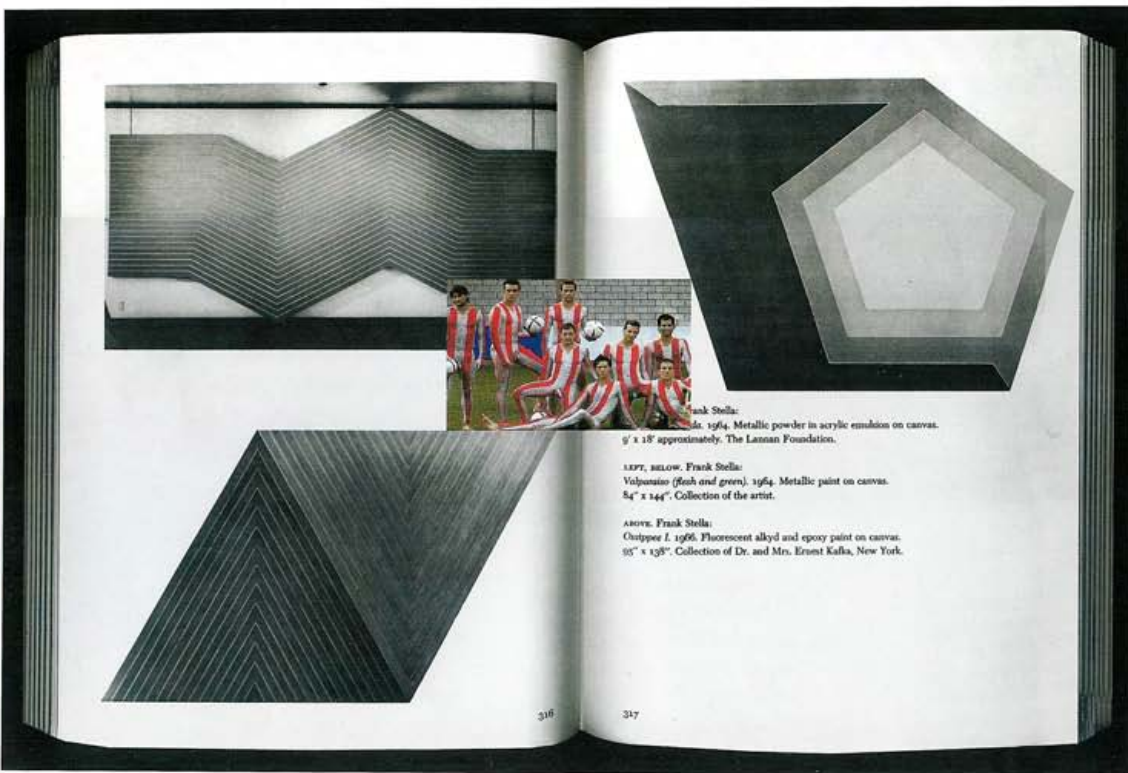 Frank Stella:
1964. Metallic powder in acrylic emulsion on canvas.
9' x 18' approximately. The Lannan Foundation.
LEFT, BELOW. Frank Stella:
Valparaiso (flesh and green). 1964. Metallic paint on canvas.
84" x 144". Collection of the artist.
ABOVE. Frank Stella:
Ossippee I. 1966. Fluorescent alkyd and epoxy paint on canvas.
95" x 138". Collection of Dr. and Mrs. Ernest Kafka, New York.
316
317